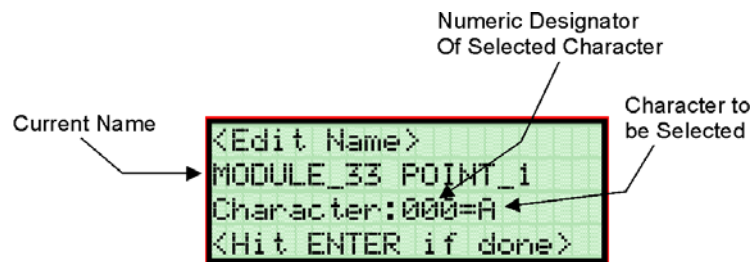 Numeric Designator
Of Selected Character
Character to
be Selected
Current Name
<Edit Name>
MODULE_33 POINT_1
Character:000=A
<Hit ENTER if done>